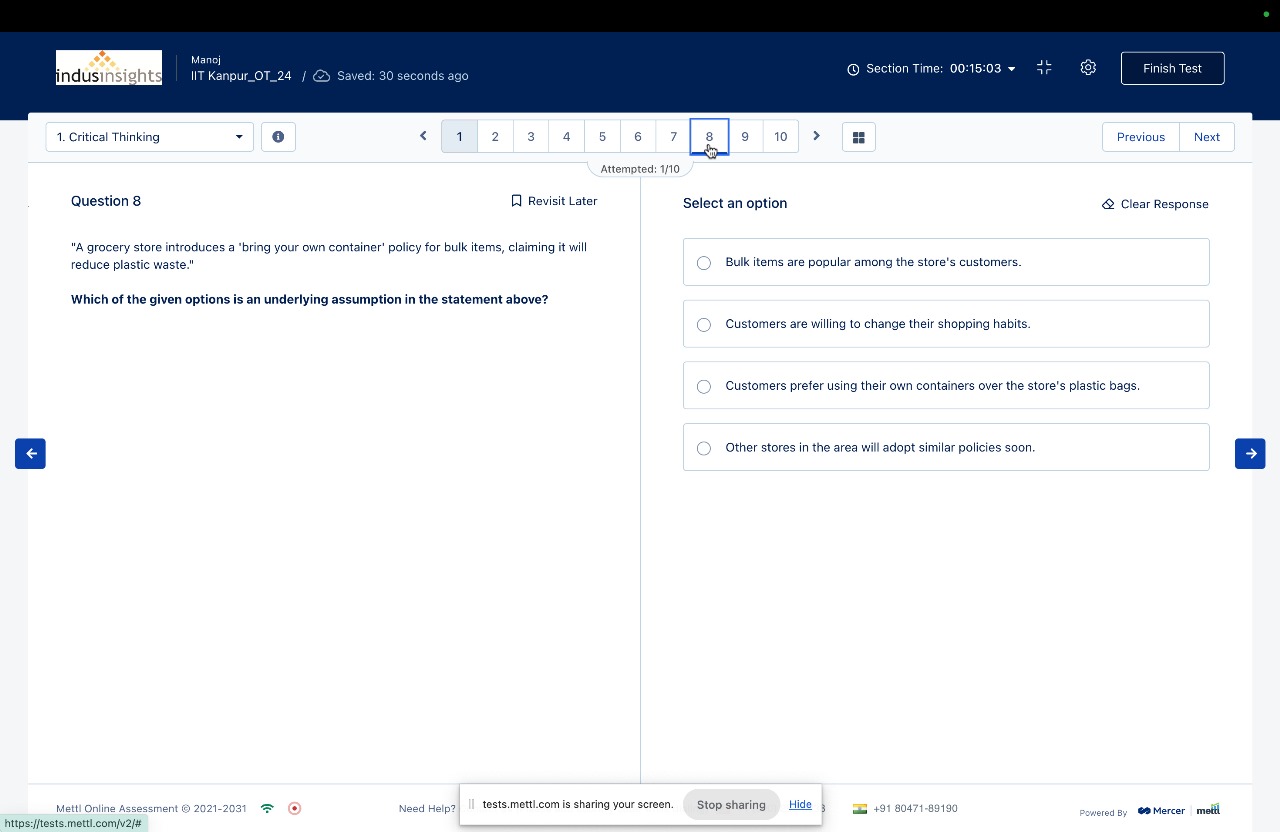 indusinsights
Manoj
IIT Kanpur_OT_24 / Saved: 30 seconds ago
Section Time: 00:15:03
Finish Test
1. Critical Thinking
1 2 3 4 5 6 7 8 9 10
Previous Next
Attempted: 1/10
Question 8
Revisit Later
"A grocery store introduces a 'bring your own container' policy for bulk items, claiming it will
reduce plastic waste."
Which of the given options is an underlying assumption in the statement above?
Select an option
Clear Response
Bulk items are popular among the store's customers.
Customers are willing to change their shopping habits.
Customers prefer using their own containers over the store's plastic bags.
Other stores in the area will adopt similar policies soon.
Mettl Online Assessment © 2021-2031
Need Help?
tests.mettl.com is sharing your screen.
Stop sharing
Hide
3
+91 80471-89190
Powered By
Mercer mettl
https://tests.mettl.com/v2/#